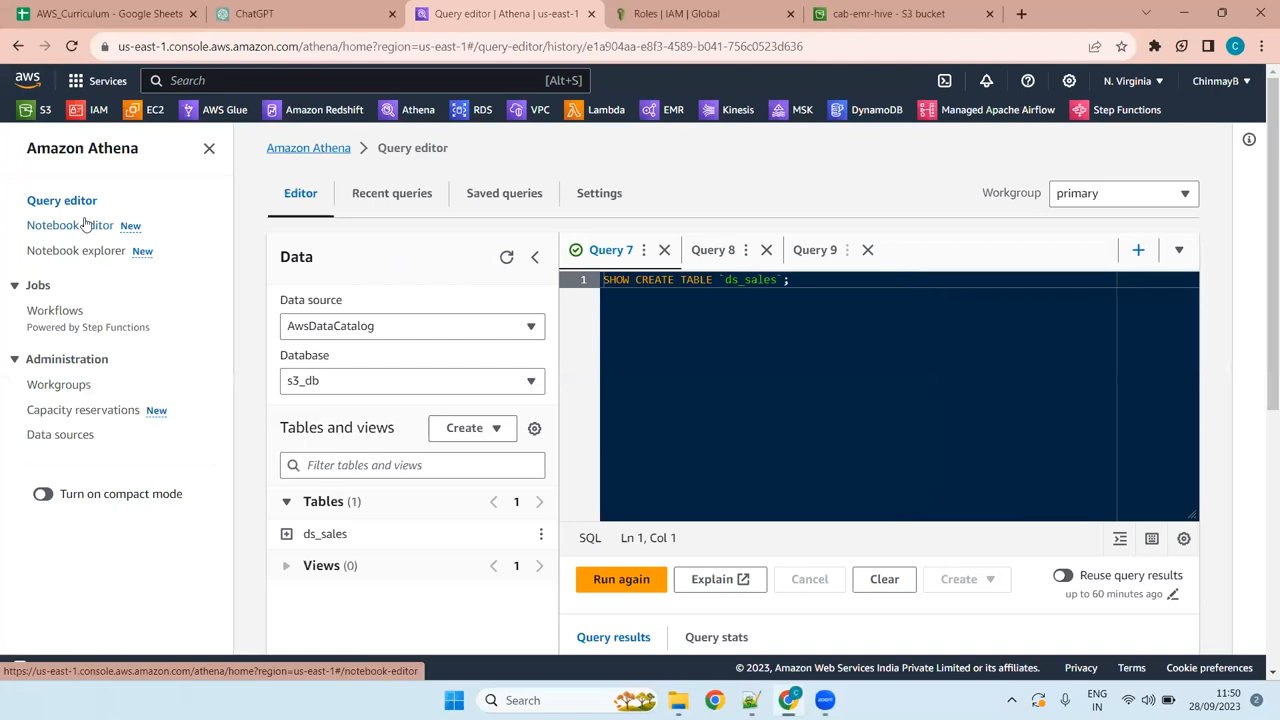 AWS_Curriculum - Google Sheets
ChatGPT
Query editor | Athena | us-east-1
Roles | IAM | Global
cab-emr-hive - S3 bucket
us-east-1.console.aws.amazon.com/athena/home?region=us-east-1#/query-editor/history/e1a904aa-e8f3-4589-b041-756c0523d636
C
aws
Services
Search
[Alt+S]
N. Virginia
ChinmayB
S3
IAM
EC2
AWS Glue
Amazon Redshift
Athena
RDS
VPC
Lambda
EMR
Kinesis
MSK
DynamoDB
Managed Apache Airflow
Step Functions
Amazon Athena
Query editor
Notebook editor New
Notebook explorer New
Jobs
Workflows
Powered by Step Functions
Administration
Workgroups
Capacity reservations New
Data sources
Turn on compact mode
Amazon Athena > Query editor
Editor
Recent queries
Saved queries
Settings
Workgroup
primary
Data
Data source
AwsDataCatalog
Database
s3_db
Tables and views
Create
Filter tables and views
Tables (1)
1
ds_sales
Views (0)
1
Query 7
Query 8
Query 9
1 SHOW CREATE TABLE `ds_sales`;
SQL
Ln 1, Col 1
Run again
Explain
Cancel
Clear
Create
Reuse query results
up to 60 minutes ago
Query results
Query stats
https://us-east-1.console.aws.amazon.com/athena/home?region=us-east-1#/notebook-editor
© 2023, Amazon Web Services India Private Limited or its affiliates.
Privacy
Terms
Cookie preferences
Search
zoom
ENG
IN
11:50
28/09/2023
2